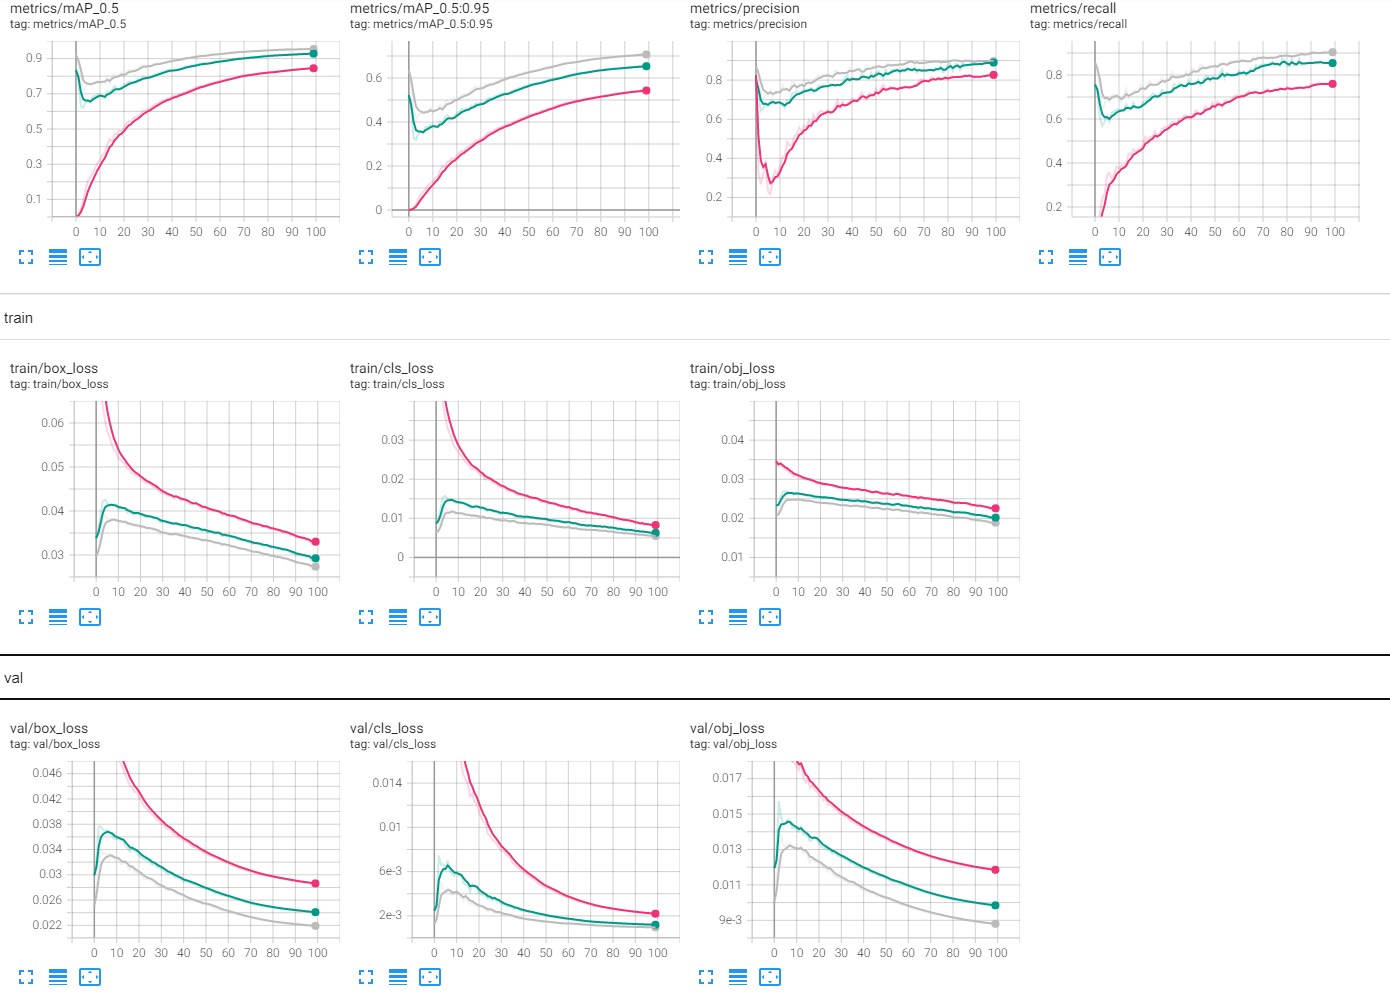 metrics/mAP_0.5
tag: metrics/mAP_0.5
0.9
0.7
0.5
0.3
0.1
0 10 20 30 40 50 60 70 80 90 100
metrics/mAP_0.5:0.95
tag: metrics/mAP_0.5:0.95
0.6
0.4
0.2
0
0 10 20 30 40 50 60 70 80 90 100
metrics/precision
tag: metrics/precision
0.8
0.6
0.4
0.2
0 10 20 30 40 50 60 70 80 90 100
metrics/recall
tag: metrics/recall
0.8
0.6
0.4
0.2
0 10 20 30 40 50 60 70 80 90 100
train
train/box_loss
tag: train/box_loss
0.06
0.05
0.04
0.03
0 10 20 30 40 50 60 70 80 90 100
train/cls_loss
tag: train/cls_loss
0.03
0.02
0.01
0
0 10 20 30 40 50 60 70 80 90 100
train/obj_loss
tag: train/obj_loss
0.04
0.03
0.02
0.01
0 10 20 30 40 50 60 70 80 90 100
val
val/box_loss
tag: val/box_loss
0.046
0.042
0.038
0.034
0.03
0.026
0.022
0 10 20 30 40 50 60 70 80 90 100
val/cls_loss
tag: val/cls_loss
0.014
0.01
6e-3
2e-3
0 10 20 30 40 50 60 70 80 90 100
val/obj_loss
tag: val/obj_loss
0.017
0.015
0.013
0.011
9e-3
0 10 20 30 40 50 60 70 80 90 100